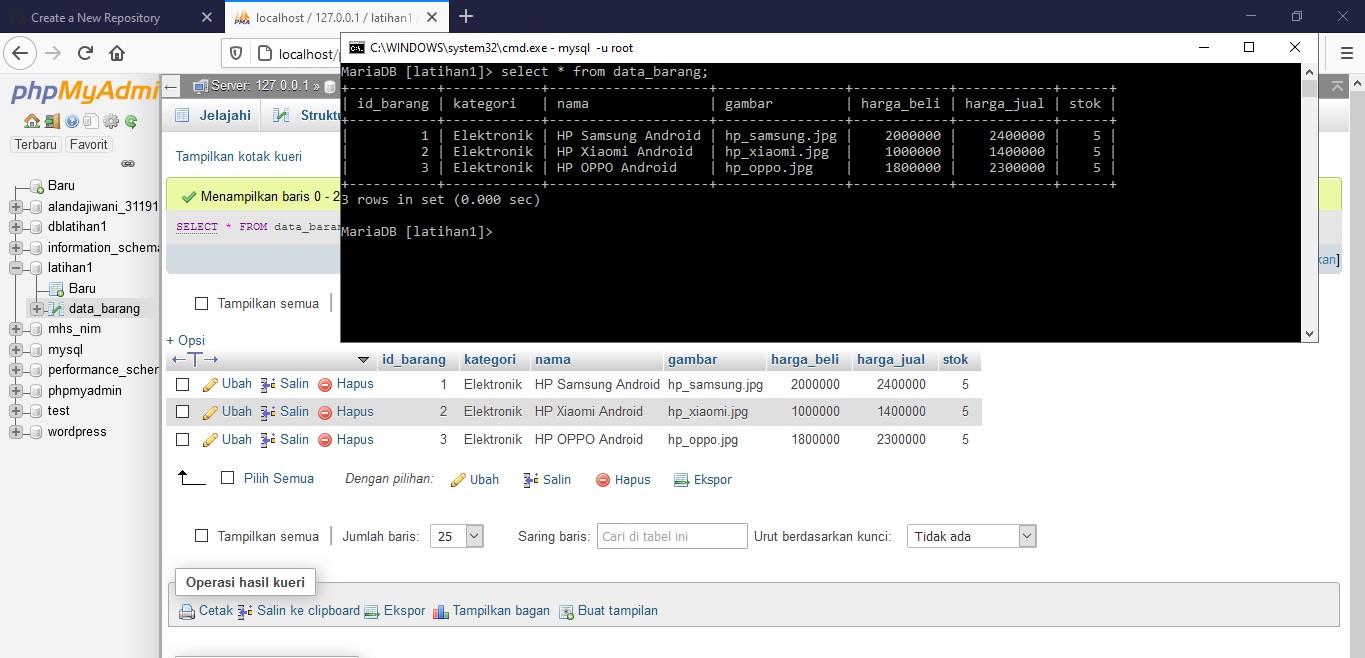 Create a New Repository
localhost / 127.0.0.1 / latihan1
localhost/
C:\WINDOWS\system32\cmd.exe - mysql -u root
MariaDB [latihan1]> select * from data_barang;
+-----------+------------+------------------+----------------+------------+------------+------+
| id_barang | kategori | nama | gambar | harga_beli | harga_jual | stok |
| 1 | Elektronik | HP Samsung Android | hp_samsung.jpg | 2000000 | 2400000 | 5 |
| 2 | Elektronik | HP Xiaomi Android | hp_xiaomi.jpg | 1000000 | 1400000 | 5 |
| 3 | Elektronik | HP OPPO Android | hp_oppo.jpg | 1800000 | 2300000 | 5 |
3 rows in set (0.000 sec)
MariaDB [latihan1]>
phpMyAdmi
Terbaru Favorit
Baru
alandajiwani_31191
dblatihan1
information_schema
latihan1
Baru
data_barang
mhs_nim
mysql
performance_scher
phpmyadmin
test
wordpress
Server: 127.0.0.1 »
Jelajahi Struktu
Tampilkan kotak kueri
Menampilkan baris 0 - 2
SELECT * FROM data_baran
kan]
Tampilkan semua
+ Opsi
id_barang kategori nama gambar harga_beli harga_jual stok
Ubah Salin Hapus 1 Elektronik HP Samsung Android hp_samsung.jpg 2000000 2400000 5
Ubah Salin Hapus 2 Elektronik HP Xiaomi Android hp_xiaomi.jpg 1000000 1400000 5
Ubah Salin Hapus 3 Elektronik HP OPPO Android hp_oppo.jpg 1800000 2300000 5
Pilih Semua Dengan pilihan: Ubah Salin Hapus Ekspor
Tampilkan semua Jumlah baris: 25 Saring baris: Cari di tabel ini Urut berdasarkan kunci: Tidak ada
Operasi hasil kueri
Cetak Salin ke clipboard Ekspor Tampilkan bagan Buat tampilan